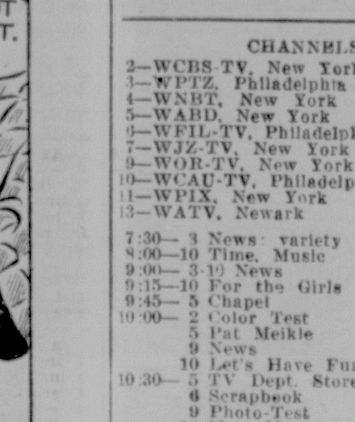 T.
CHANNELS
2—WCBS-TV, New York
3—WPTZ, Philadelphia
4—WNBT, New York
5—WABD, New York
6—WFIL-TV, Philadelph
7—WJZ-TV, New York
9—WOR-TV, New York
10—WCAU-TV, Philadelp
11—WPIX, New York
13—WATV, Newark
7:30— 3 News: variety
8:00—10 Time, Music
9:00— 3-10 News
9:15—10 For the Girls
9:45— 5 Chapel
10:00— 2 Color Test
5 Pat Meikle
9 News
10 Let's Have Fun
10:30— 5 TV Dept. Store
6 Scrapbook
9 Photo-Test